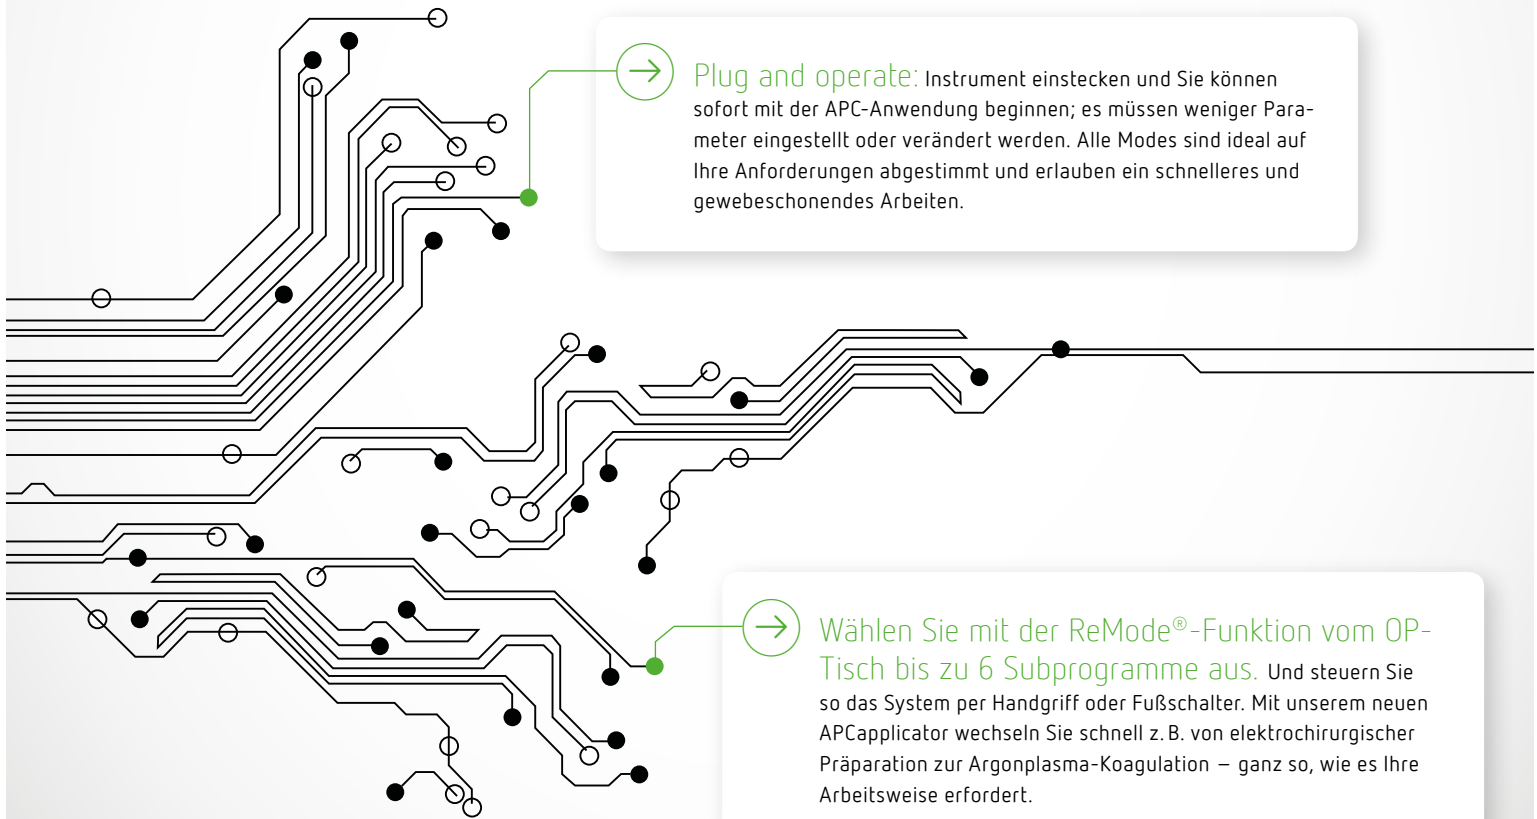 Plug and operate: Instrument einstecken und Sie können
sofort mit der APC-Anwendung beginnen; es müssen weniger Para-
meter eingestellt oder verändert werden. Alle Modes sind ideal auf
Ihre Anforderungen abgestimmt und erlauben ein schnelleres und
gewebeschonendes Arbeiten.
Wählen Sie mit der ReMode®-Funktion vom OP-
Tisch bis zu 6 Subprogramme aus. Und steuern Sie
so das System per Handgriff oder Fußschalter. Mit unserem neuen
APCapplicator wechseln Sie schnell z. B. von elektrochirurgischer
Präparation zur Argonplasma-Koagulation – ganz so, wie es Ihre
Arbeitsweise erfordert.